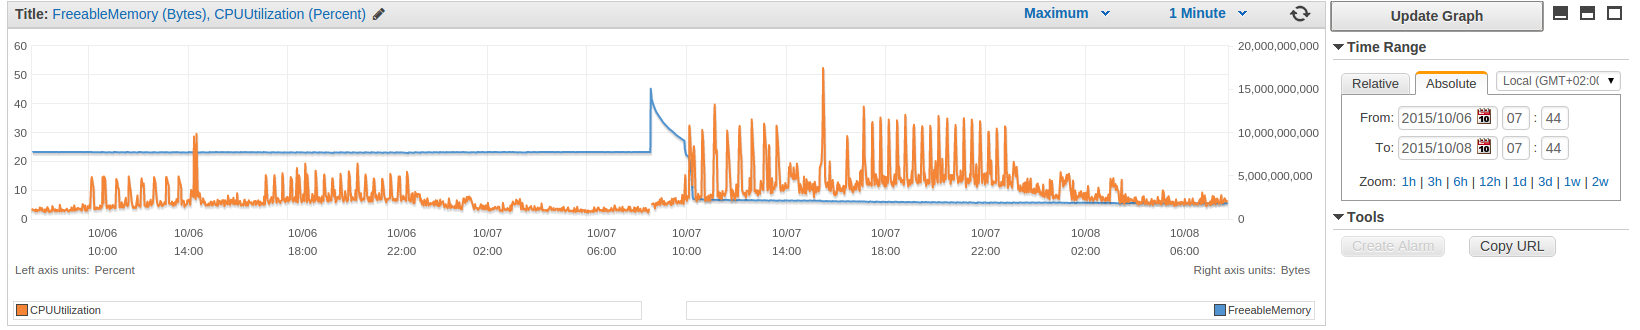 Title: FreeableMemory (Bytes), CPUUtilization (Percent) Maximum 1 Minute Update Graph
60 20,000,000,000
50 15,000,000,000
40
30 10,000,000,000
20
10 5,000,000,000
0 0
10/06 10/06 10/06 10/06 10/07 10/07 10/07 10/07 10/07 10/07 10/08 10/08
10:00 14:00 18:00 22:00 02:00 06:00 10:00 14:00 18:00 22:00 02:00 06:00
Left axis units: Percent Right axis units: Bytes
CPUUtilization FreeableMemory
Time Range
Relative Absolute Local (GMT+02:00
From: 2015/10/06 10 07 : 44
To: 2015/10/08 10 07 : 44
Zoom: 1h | 3h | 6h | 12h | 1d | 3d | 1w | 2w
Tools
Create Alarm Copy URL